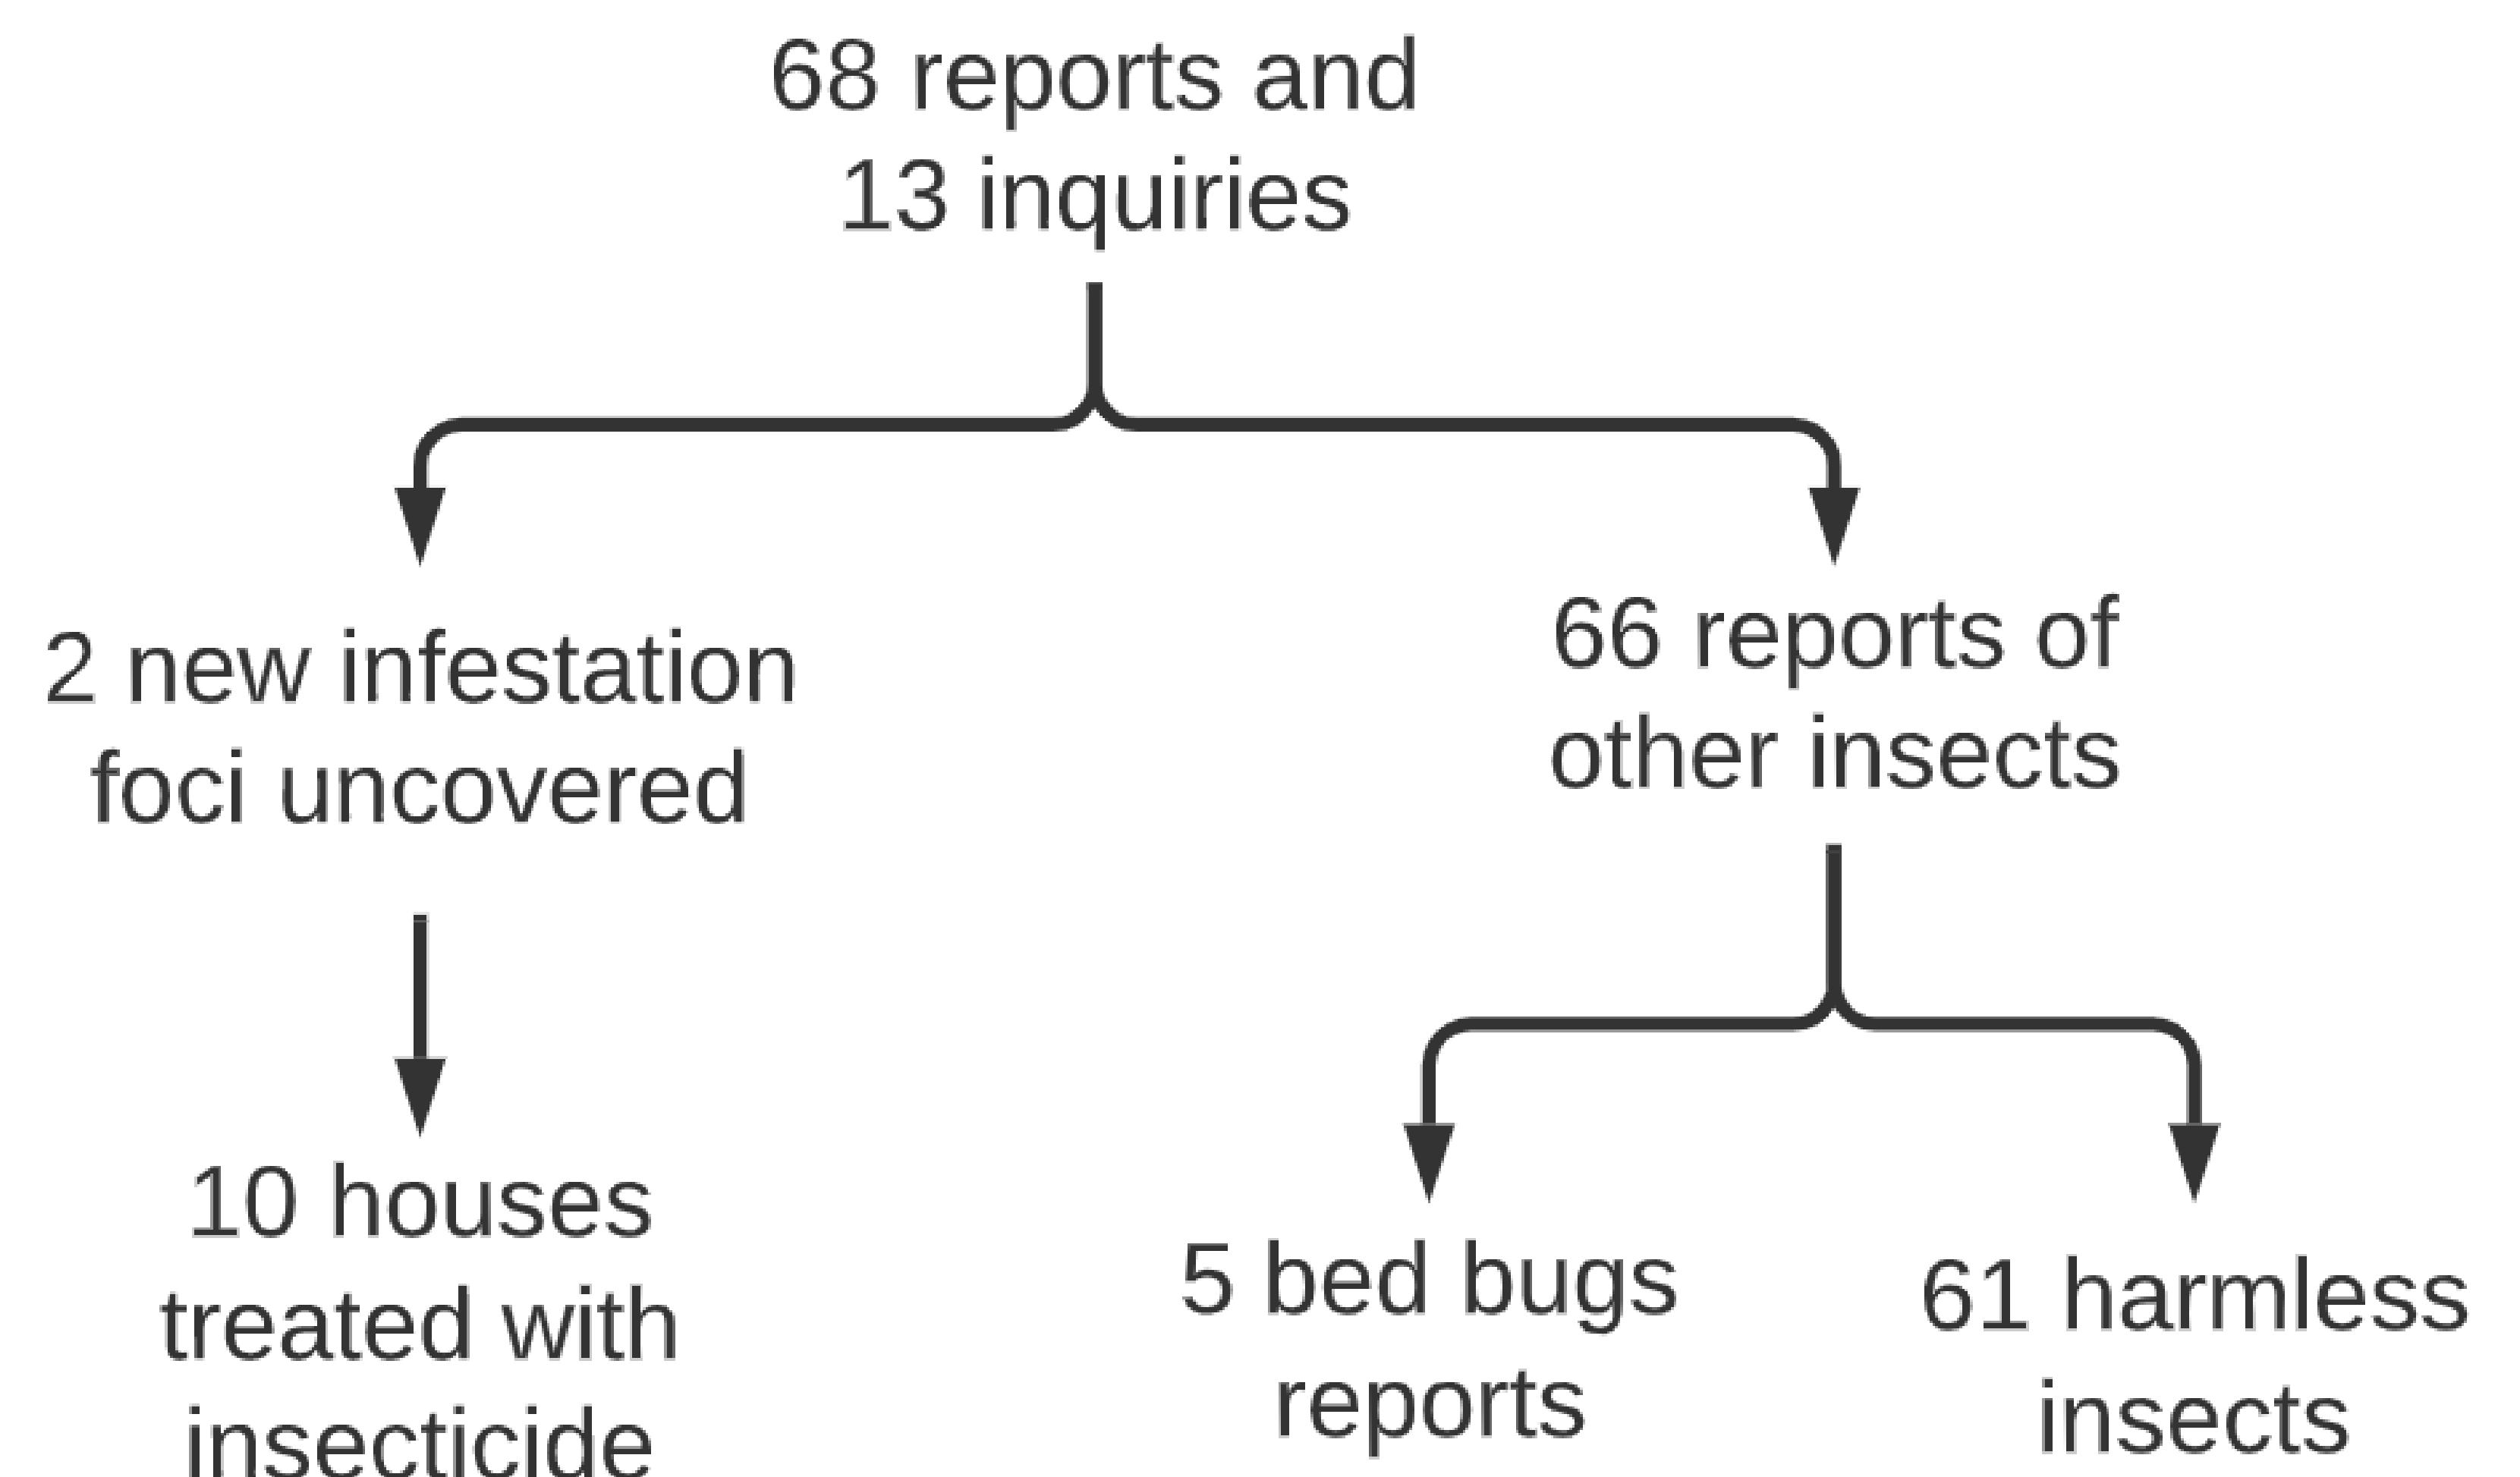 68 reports and
13 inquiries
2 new infestation
foci uncovered
66 reports of
other insects
10 houses
treated with
insecticide
5 bed bugs
reports
61 harmless
insects